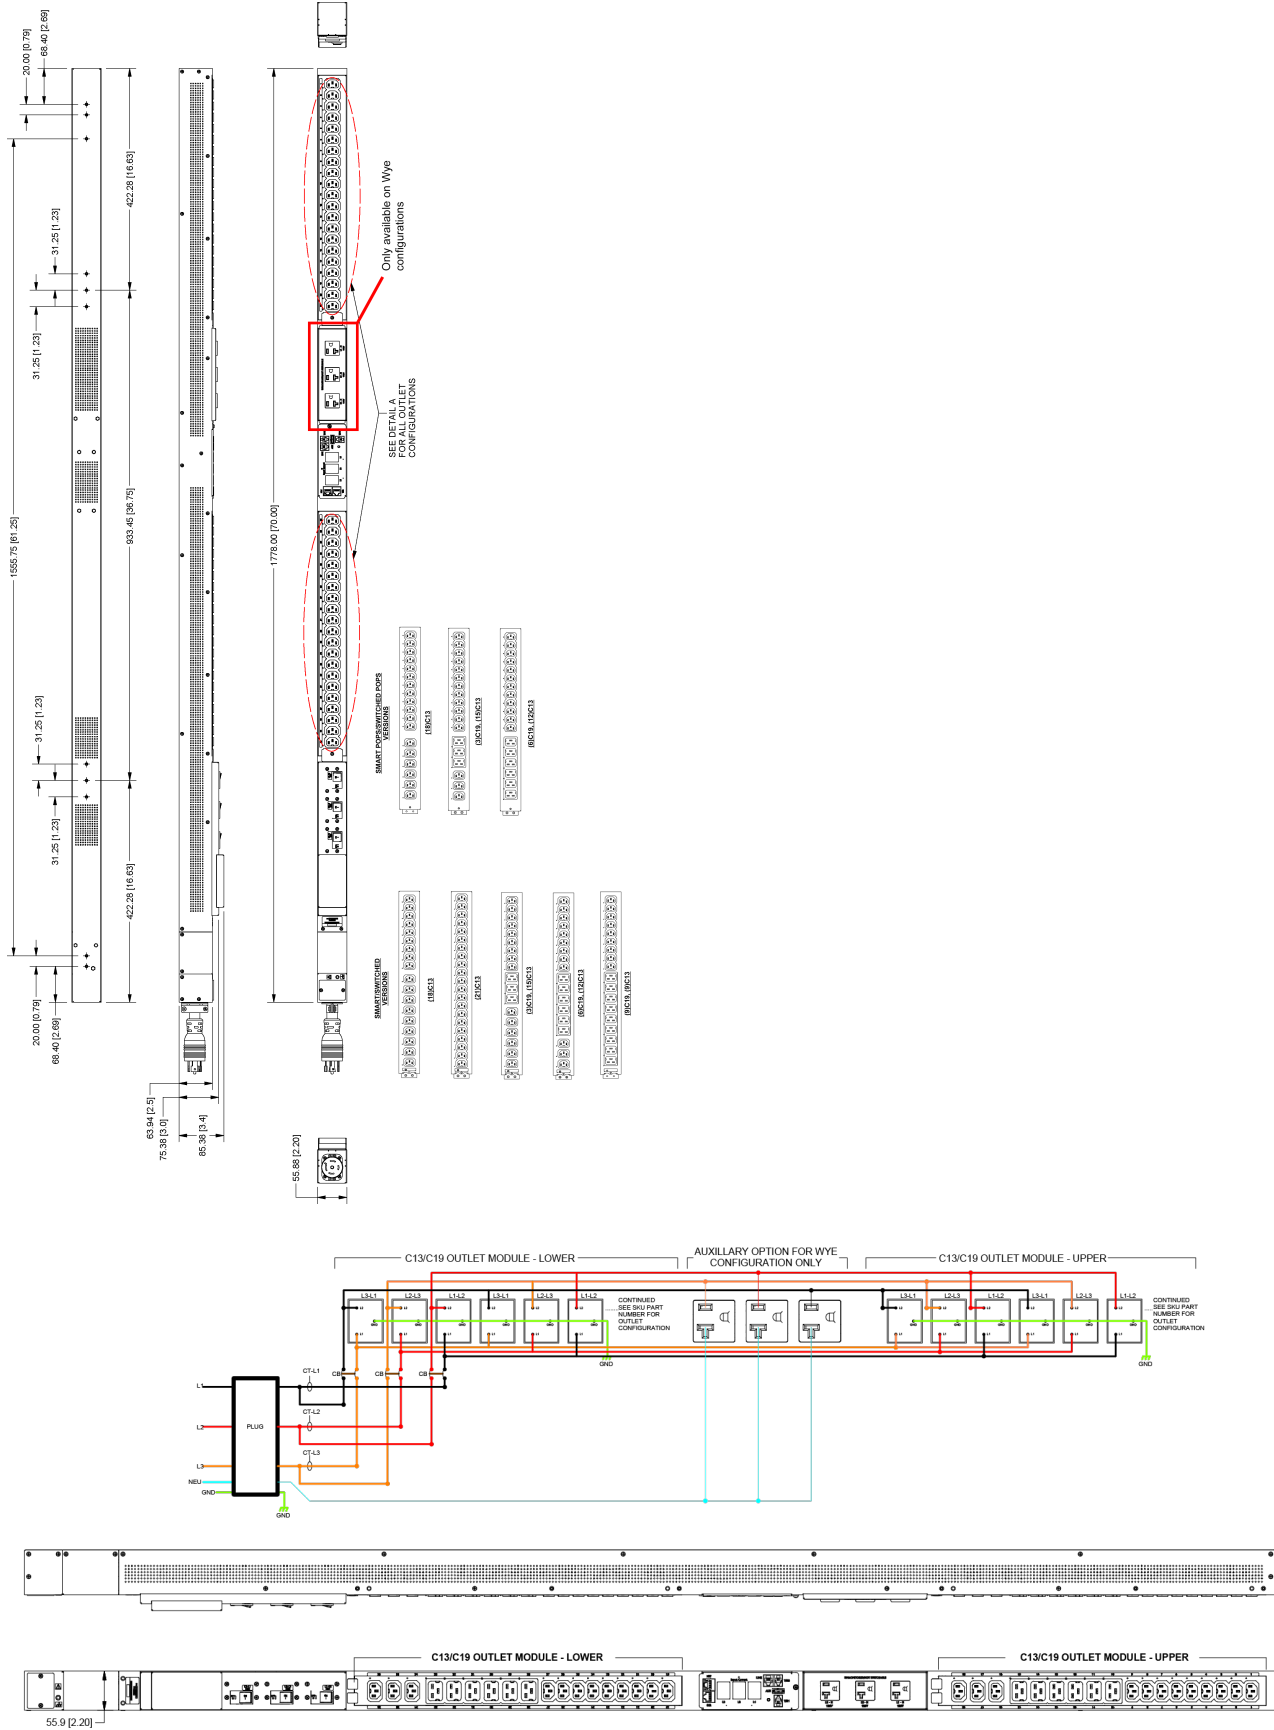 20.00 [0.79]
68.40 [2.69]
422.28 [16.63]
31.25 [1.23]
31.25 [1.23]
1555.75 [61.25]
933.45 [36.75]
31.25 [1.23]
31.25 [1.23]
422.28 [16.63]
20.00 [0.79]
68.40 [2.69]
63.94 [2.5]
75.38 [3.0]
85.38 [3.4]
1778.00 [70.00]
55.88 [2.20]
Only available on Wye
configurations
SEE DETAIL A
FOR ALL OUTLET
CONFIGURATIONS
SMART POPS/SWITCHED POPS
VERSIONS
(18)C13
(3)C19, (15)C13
(6)C19, (12)C13
SMART/SWITCHED
VERSIONS
(18)C13
(21)C13
(3)C19, (15)C13
(6)C19, (12)C13
(9)C19, (9)C13
C13/C19 OUTLET MODULE - LOWER
AUXILLARY OPTION FOR WYE
CONFIGURATION ONLY
C13/C19 OUTLET MODULE - UPPER
L3-L1 L2-L3 L1-L2 L3-L1 L2-L3 L1-L2
CONTINUED
SEE SKU PART
NUMBER FOR
OUTLET
CONFIGURATION
GND
L3-L1 L2-L3 L1-L2 L3-L1 L2-L3 L1-L2
CONTINUED
SEE SKU PART
NUMBER FOR
OUTLET
CONFIGURATION
GND
CB CB CB
CT-L1
CT-L2
CT-L3
L1
L2
L3
NEU
GND
PLUG
GND
C13/C19 OUTLET MODULE - LOWER
C13/C19 OUTLET MODULE - UPPER
55.9 [2.20]